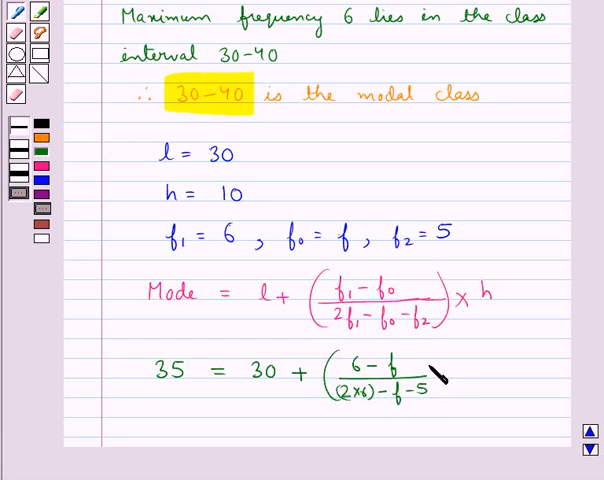 Maximum frequency 6 lies in the class
interval 30-40
∴ 30-40 is the modal class
l = 30
h = 10
f₁ = 6 , f₀ = f , f₂ = 5
Mode = l + ( (f₁ - f₀) / (2f₁ - f₀ - f₂) ) × h
35 = 30 + ( (6 - f) / ((2×6) - f - 5)